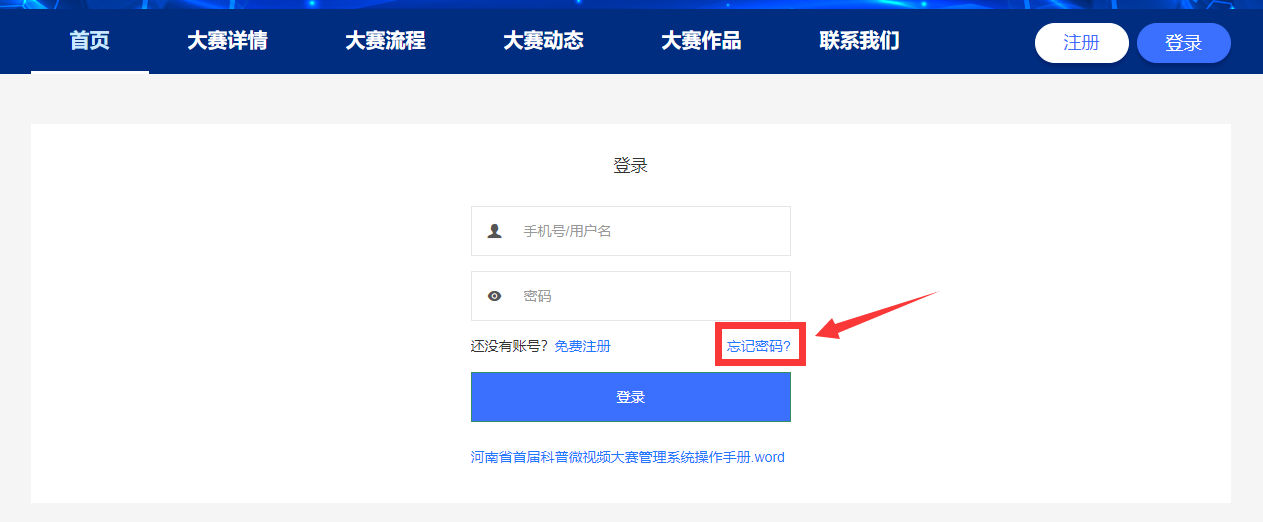 首页 大赛详情 大赛流程 大赛动态 大赛作品 联系我们 注册 登录
登录
手机号/用户名
密码
还没有账号？免费注册 忘记密码?
登录
河南省首届科普微视频大赛管理系统操作手册.word